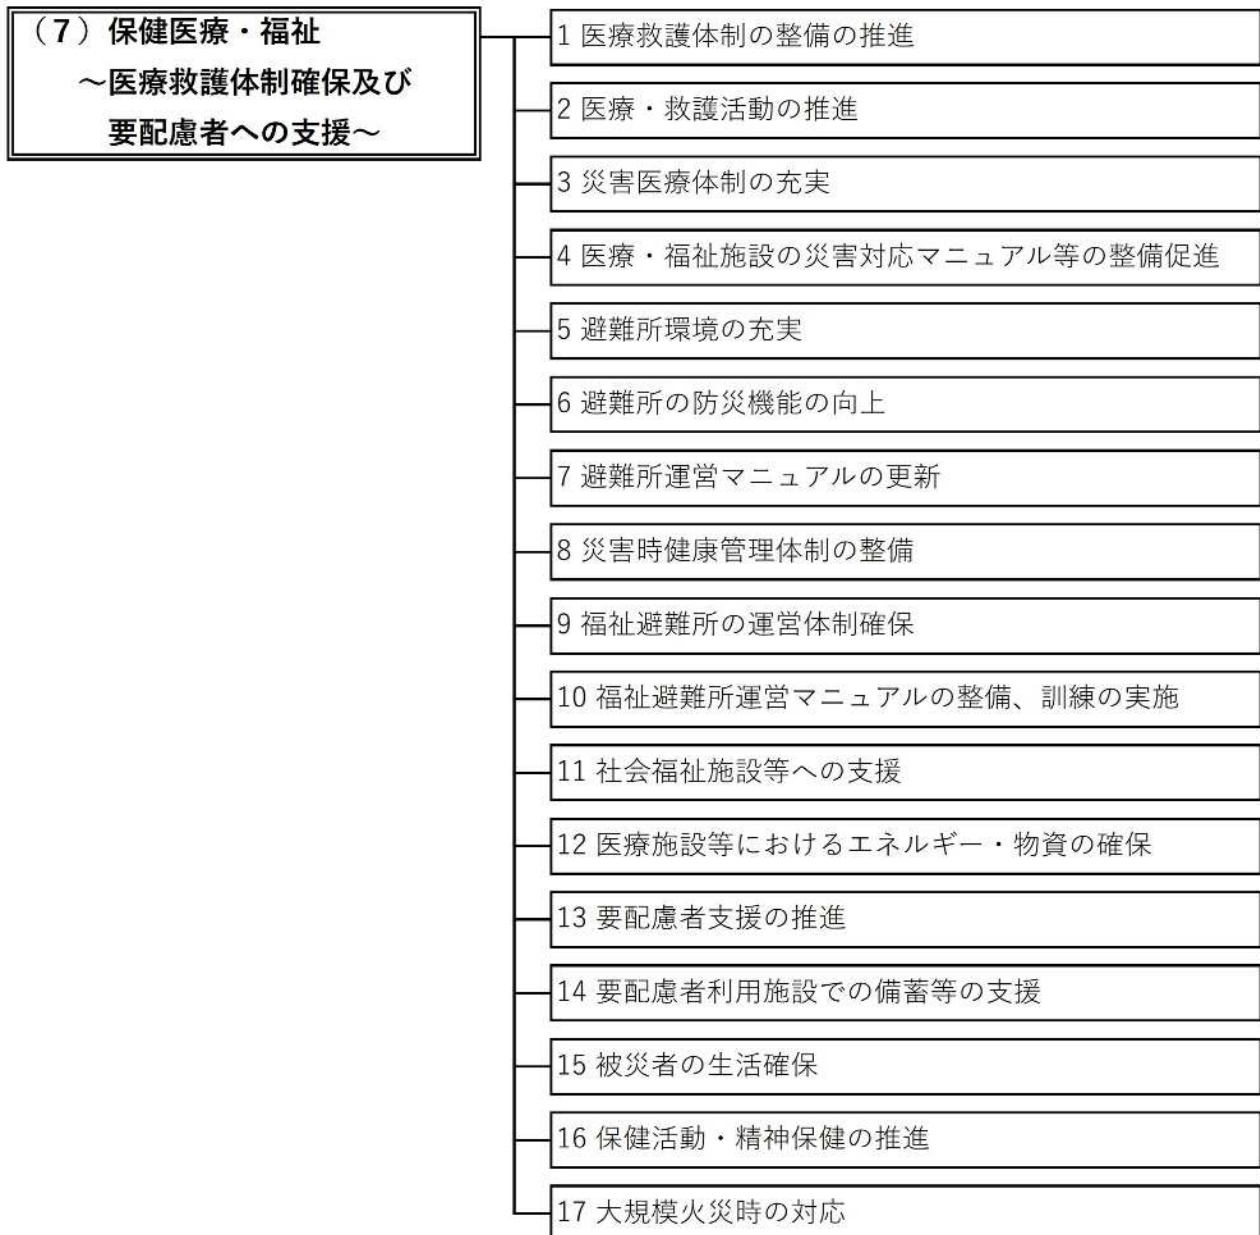 （7）保健医療・福祉
～医療救護体制確保及び
要配慮者への支援～
1 医療救護体制の整備の推進
2 医療・救護活動の推進
3 災害医療体制の充実
4 医療・福祉施設の災害対応マニュアル等の整備促進
5 避難所環境の充実
6 避難所の防災機能の向上
7 避難所運営マニュアルの更新
8 災害時健康管理体制の整備
9 福祉避難所の運営体制確保
10 福祉避難所運営マニュアルの整備、訓練の実施
11 社会福祉施設等への支援
12 医療施設等におけるエネルギー・物資の確保
13 要配慮者支援の推進
14 要配慮者利用施設での備蓄等の支援
15 被災者の生活確保
16 保健活動・精神保健の推進
17 大規模火災時の対応